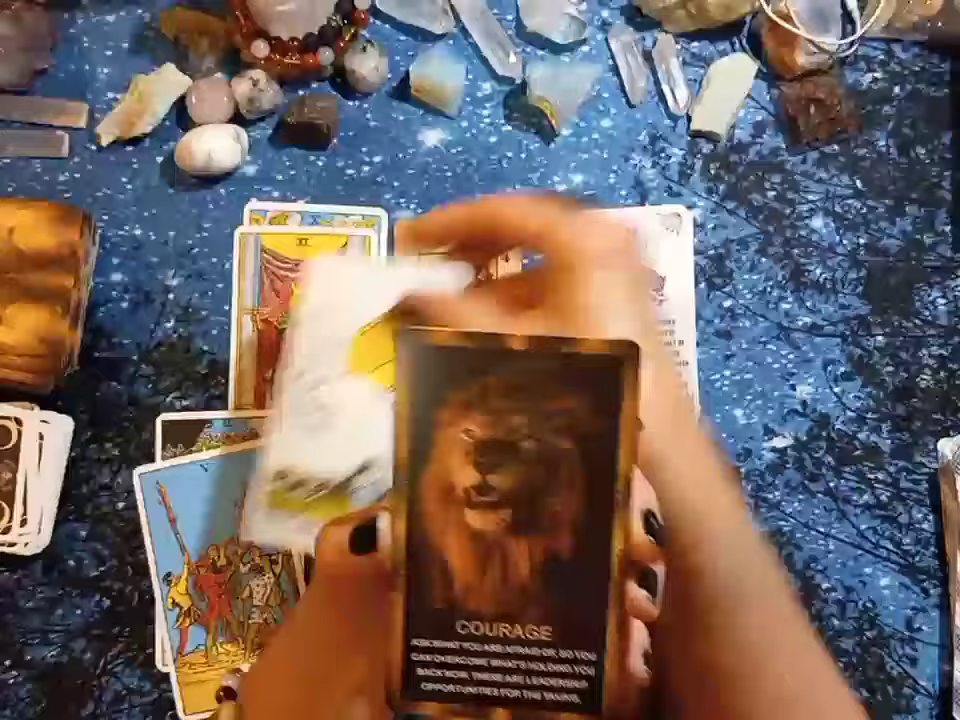 COURAGE
KNOW WHAT YOU ARE AFRAID OF, SO YOU
CAN OVERCOME WHAT'S HOLDING YOU
BACK NOW. THERE ARE LEADERSHIP
OPPORTUNITIES FOR THE TAKING.